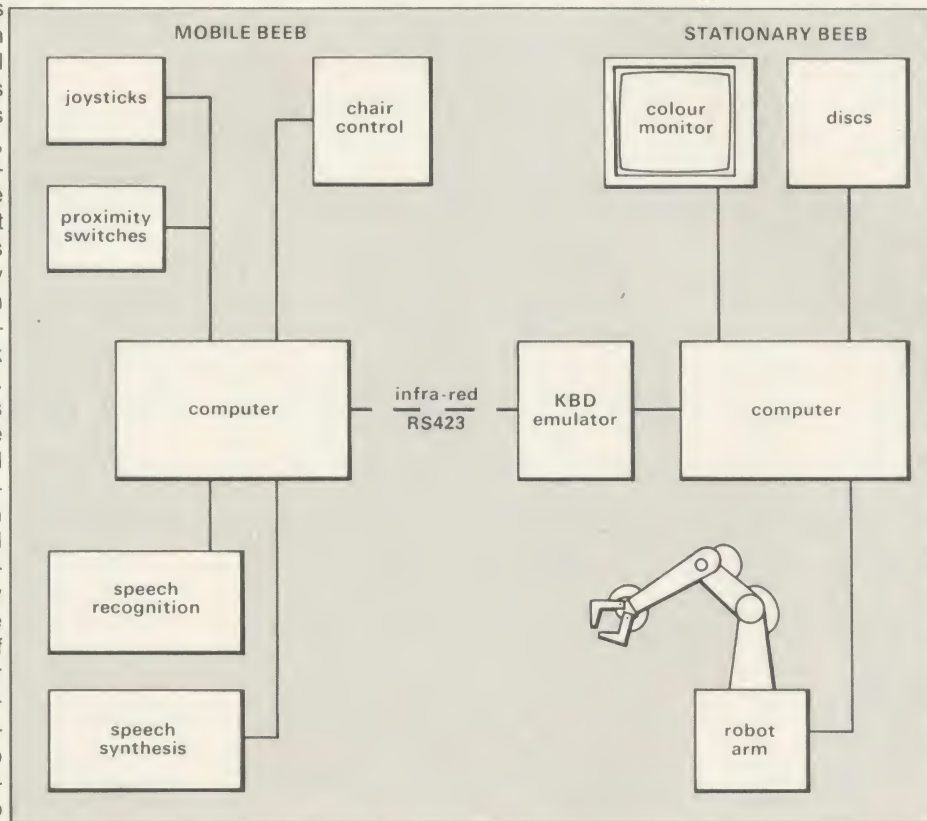 MOBILE BEEB
STATIONARY BEEB
joysticks
chair
control
colour
monitor
discs
proximity
switches
computer
infra-red
RS423
KBD
emulator
computer
speech
recognition
speech
synthesis
robot
arm